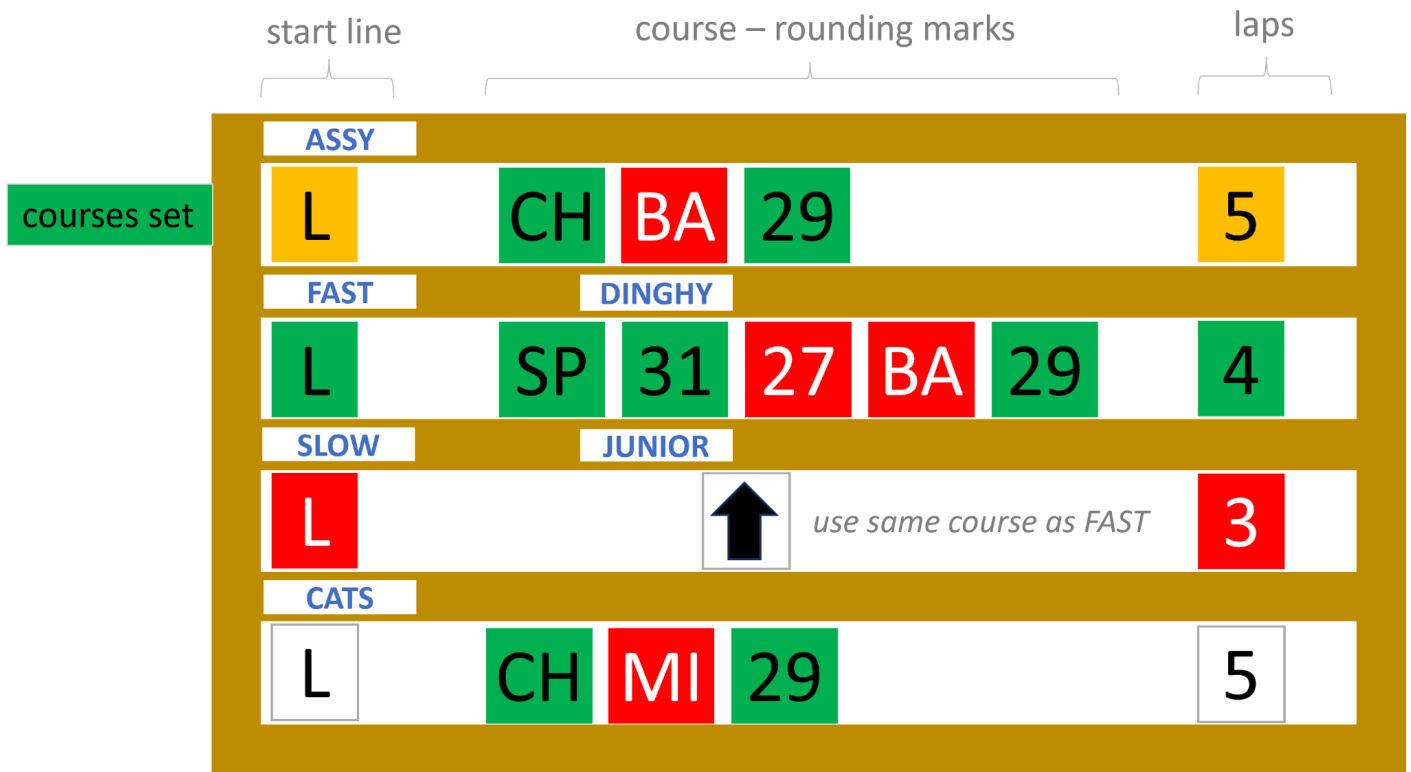 start line course – rounding marks laps
ASSY
courses set L CH BA 29 5
FAST DINGHY
L SP 31 27 BA 29 4
SLOW JUNIOR
L use same course as FAST 3
CATS
L CH MI 29 5